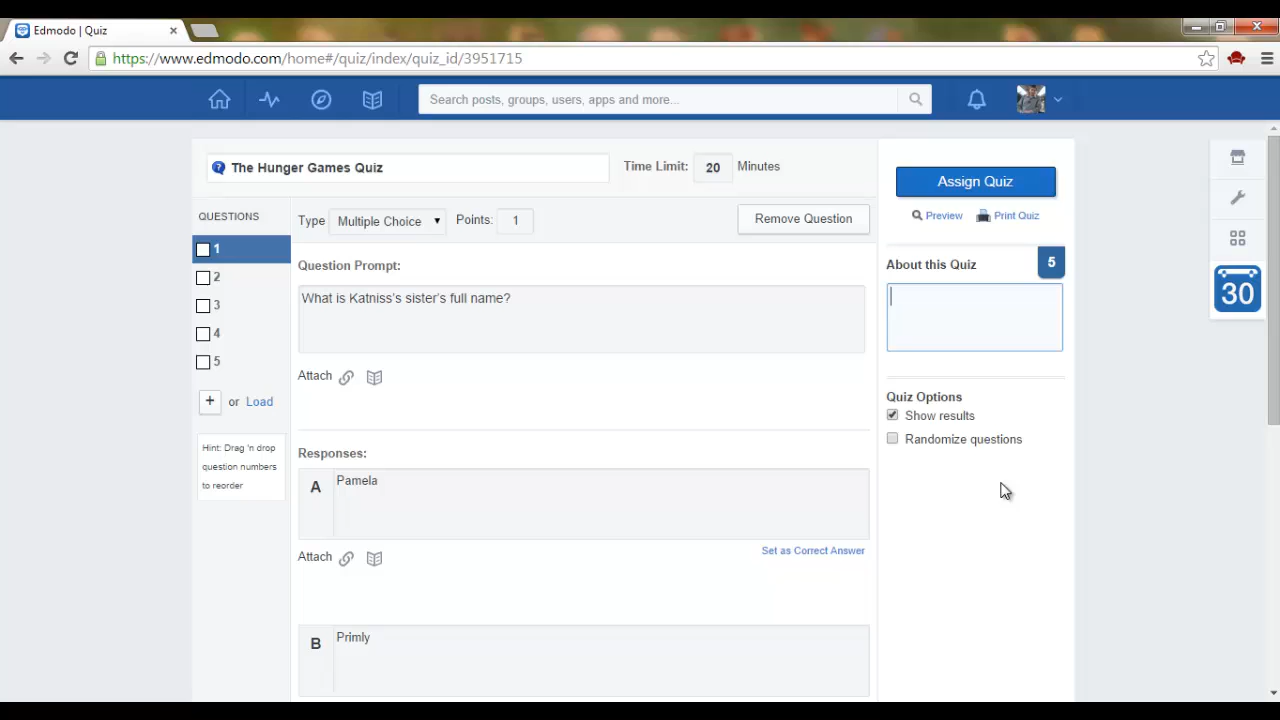 Edmodo | Quiz
https://www.edmodo.com/home#/quiz/index/quiz_id/3951715
Search posts, groups, users, apps and more...
The Hunger Games Quiz
Time Limit: 20 Minutes
Assign Quiz
Preview
Print Quiz
QUESTIONS
Type Multiple Choice Points: 1
Remove Question
1
2
3
4
5
+ or Load
Hint: Drag 'n drop
question numbers
to reorder
Question Prompt:
What is Katniss's sister's full name?
Attach
Responses:
A Pamela
Attach
Set as Correct Answer
B Primly
About this Quiz 5
Quiz Options
Show results
Randomize questions
30